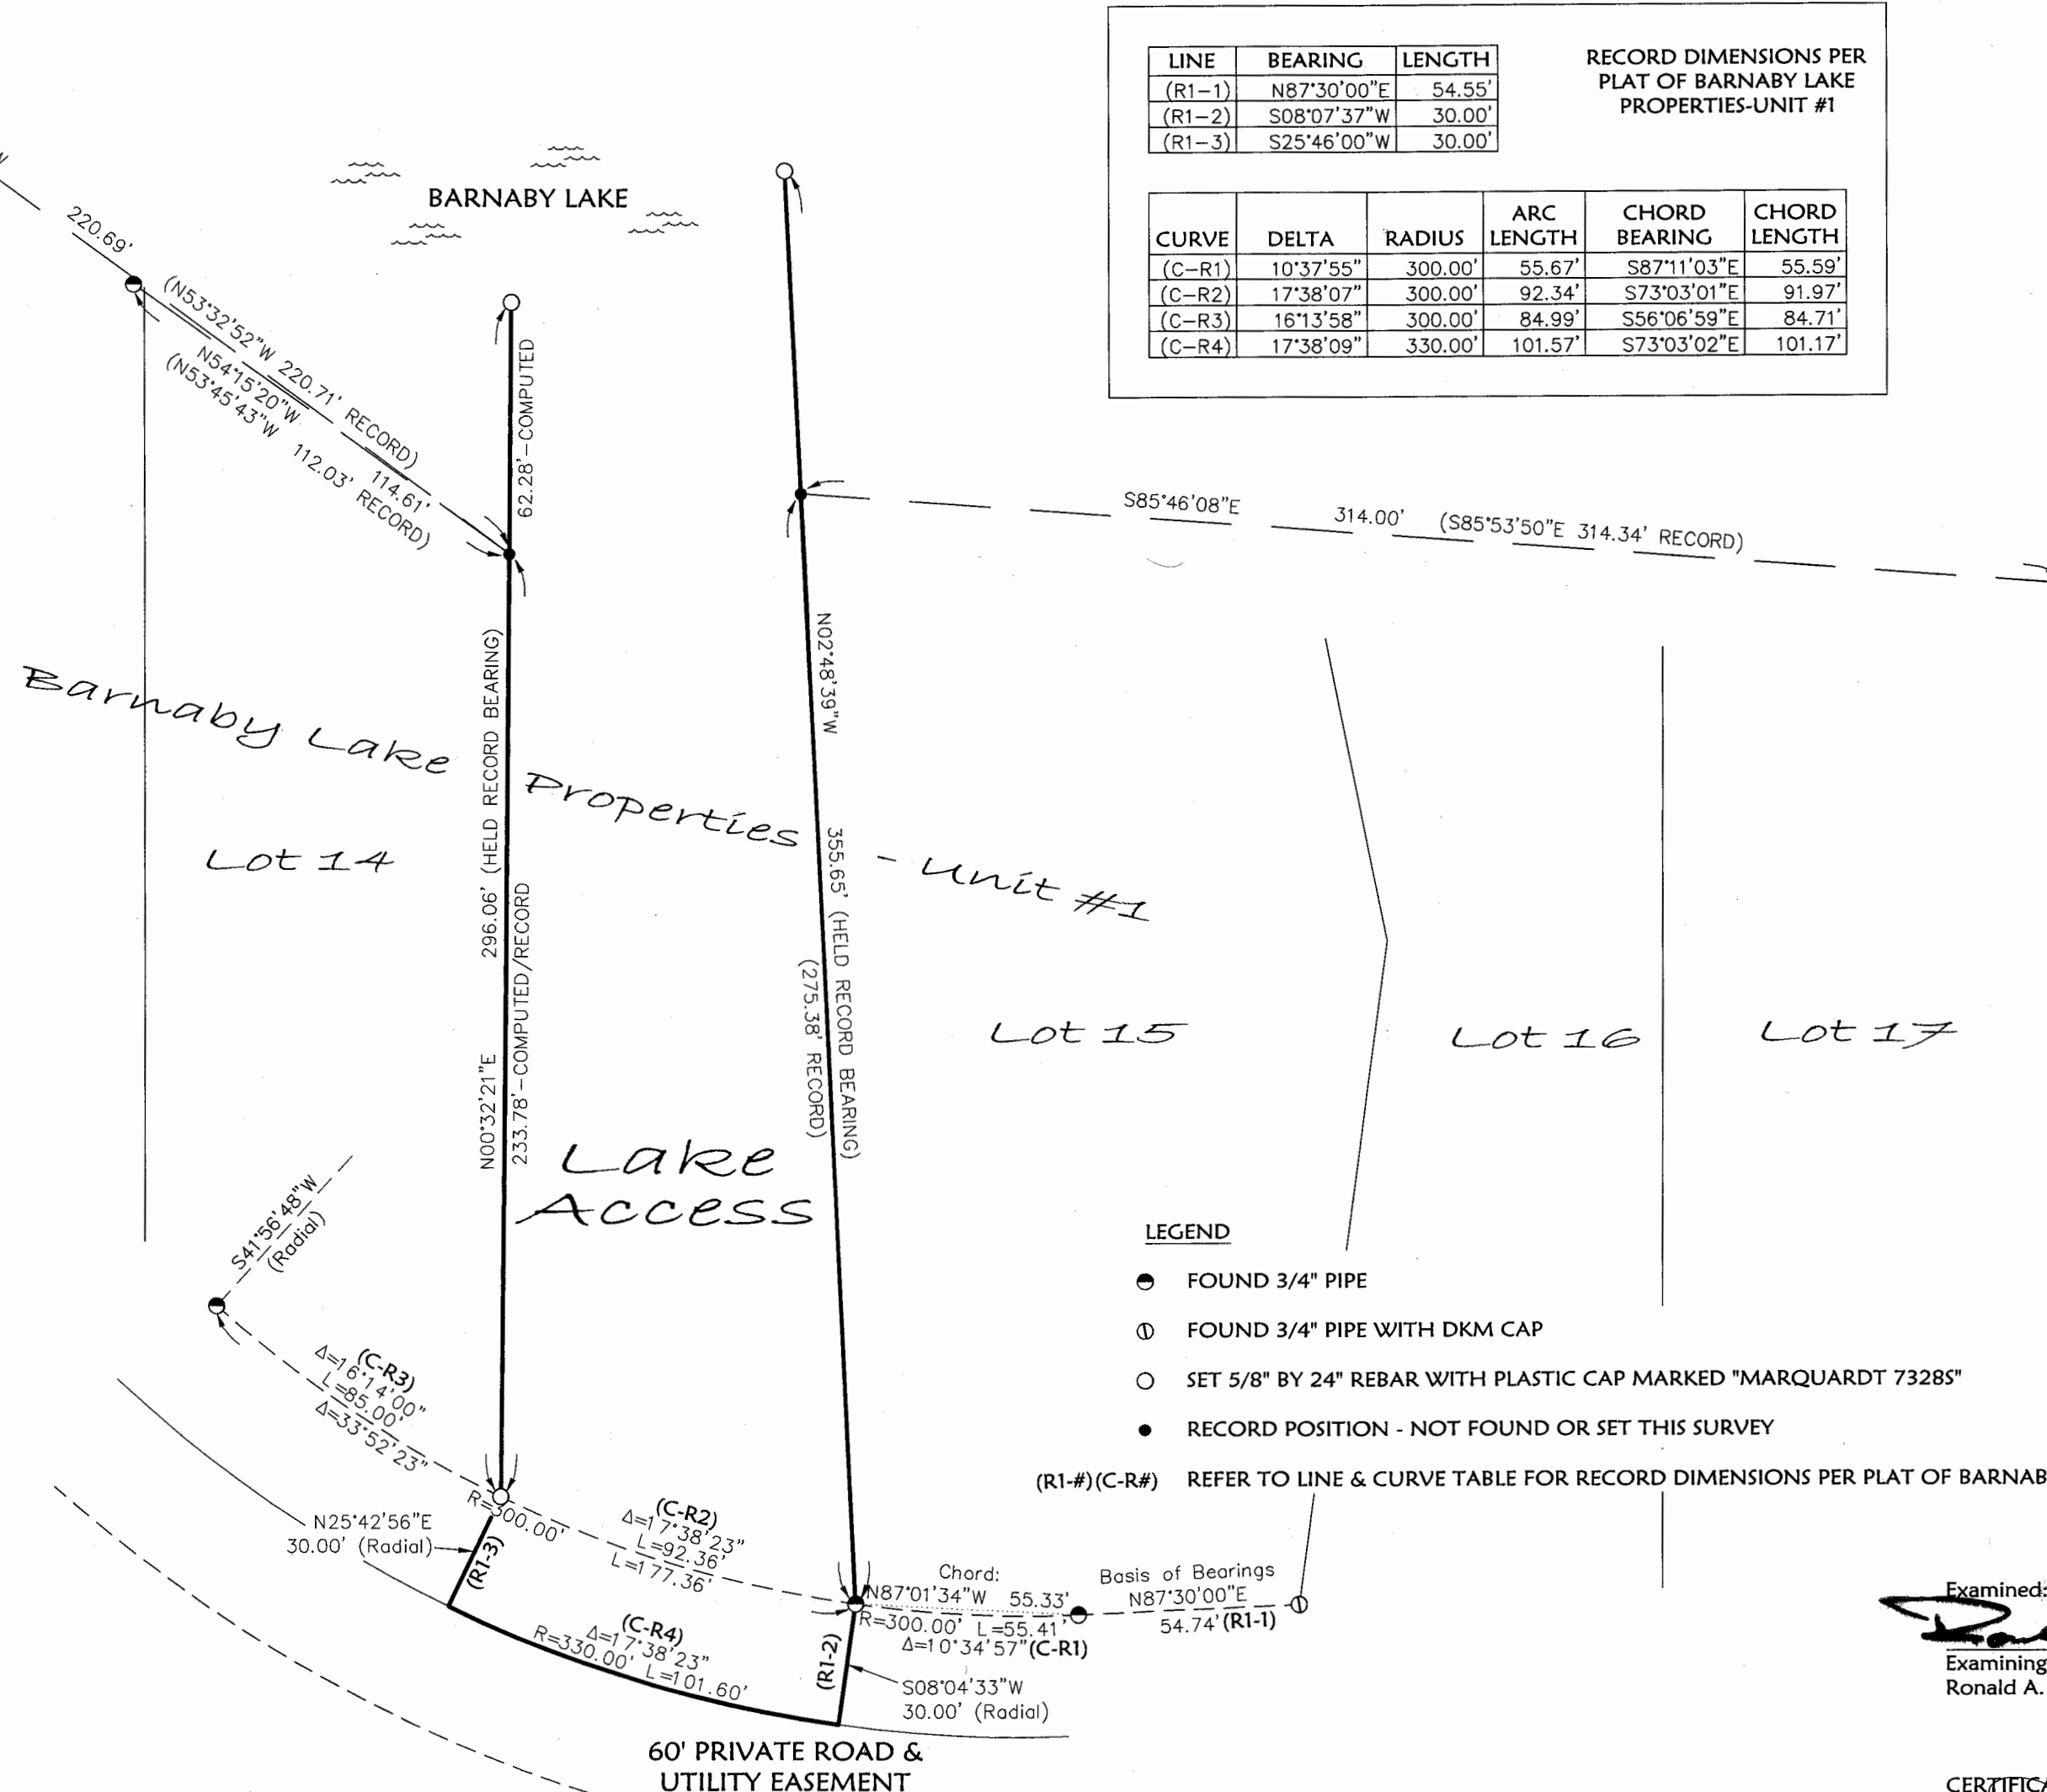 LINE BEARING LENGTH
(R1-1) N87°30'00"E 54.55'
(R1-2) S08°07'37"W 30.00'
(R1-3) S25°46'00"W 30.00'
RECORD DIMENSIONS PER
PLAT OF BARNABY LAKE
PROPERTIES-UNIT #1
CURVE DELTA RADIUS ARC LENGTH CHORD BEARING CHORD LENGTH
(C-R1) 10°37'55" 300.00' 55.67' S87°11'03"E 55.59'
(C-R2) 17°38'07" 300.00' 92.34' S73°03'01"E 91.97'
(C-R3) 16°13'58" 300.00' 84.99' S56°06'59"E 84.71'
(C-R4) 17°38'09" 330.00' 101.57' S73°03'02"E 101.17'
BARNABY LAKE
220.69'
(N53°32'52"W 220.71' RECORD)
N54°15'20"W 114.61'
(N53°45'43"W 112.03' RECORD)
62.28'-COMPUTED
S85°46'08"E 314.00' (S85°53'50"E 314.34' RECORD)
N00°32'21"E 296.06' (HELD RECORD BEARING)
233.78'-COMPUTED/RECORD
N02°48'39"W 355.65' (HELD RECORD BEARING)
(275.38' RECORD)
Barnaby Lake Properties - Unit #1
Lot 14
Lot 15
Lot 16
Lot 17
Lake
Access
S41°56'48"W
(Radial)
LEGEND
FOUND 3/4" PIPE
FOUND 3/4" PIPE WITH DKM CAP
SET 5/8" BY 24" REBAR WITH PLASTIC CAP MARKED "MARQUARDT 7328S"
RECORD POSITION - NOT FOUND OR SET THIS SURVEY
(R1-#)(C-R#) REFER TO LINE & CURVE TABLE FOR RECORD DIMENSIONS PER PLAT OF BARNAB
(C-R3)
Δ=16°14'00"
L=85.00'
Δ=33°52'23"
R=300.00'
(C-R2)
Δ=17°38'23"
L=92.36'
L=177.36'
N25°42'56"E
30.00' (Radial)
(R1-3)
(C-R4)
Δ=17°38'23"
R=330.00' L=101.60'
(R1-2)
Chord:
N87°01'34"W 55.33'
R=300.00' L=55.41'
Δ=10°34'57"(C-R1)
Basis of Bearings
N87°30'00"E
54.74'(R1-1)
S08°04'33"W
30.00' (Radial)
60' PRIVATE ROAD &
UTILITY EASEMENT
Examined:
Examining
Ronald A.